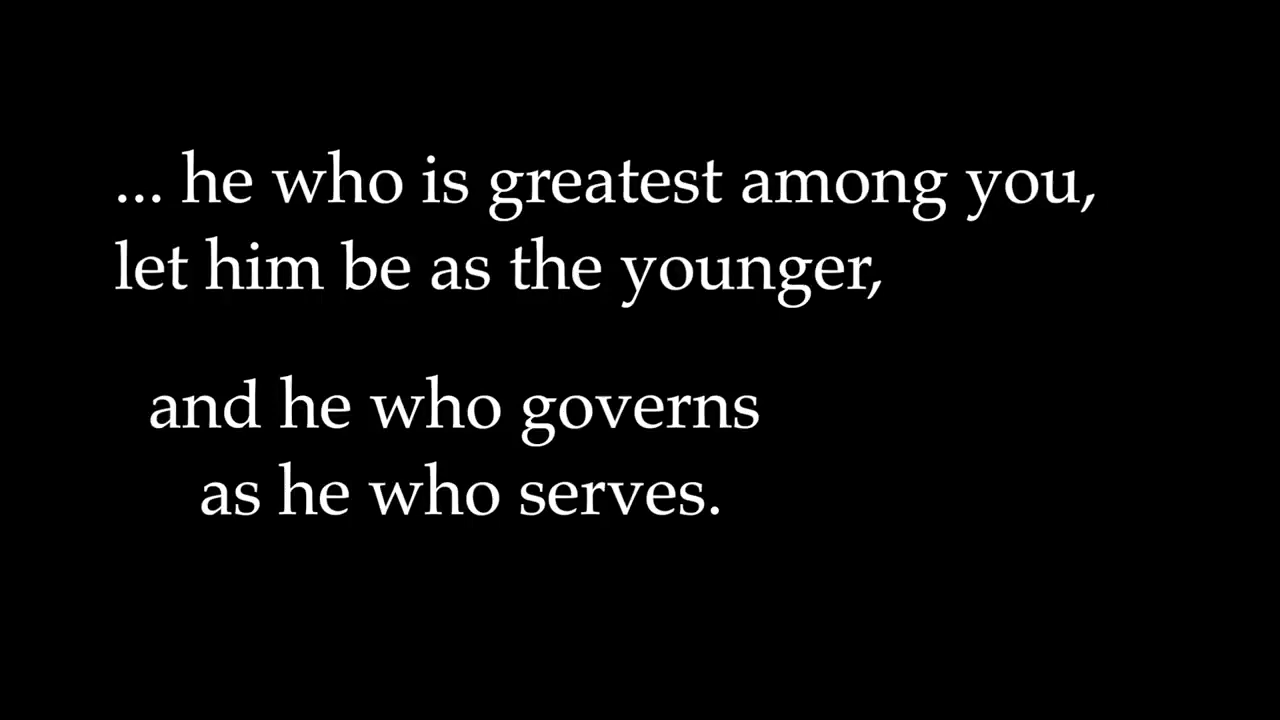 ... he who is greatest among you,
let him be as the younger,
and he who governs
as he who serves.